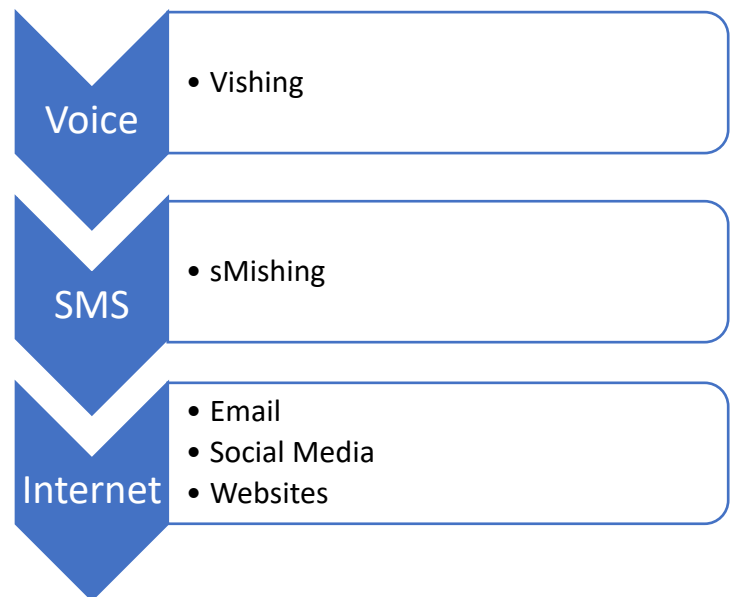 Voice
• Vishing
SMS
• sMishing
Internet
• Email
• Social Media
• Websites